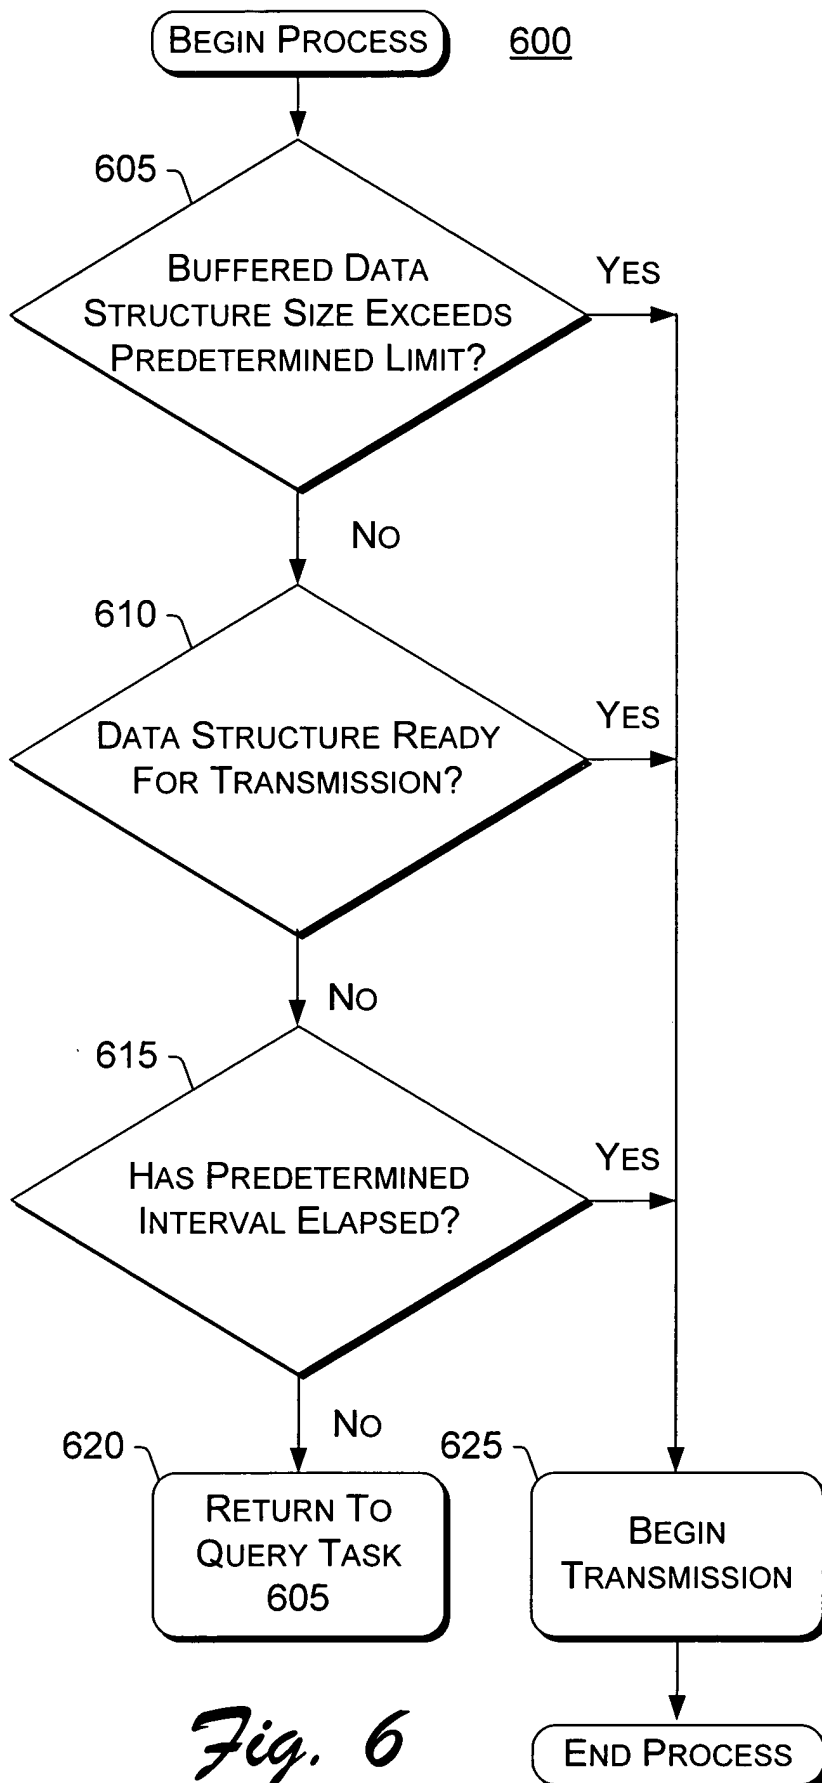 BEGIN PROCESS
600
605
BUFFERED DATA
STRUCTURE SIZE EXCEEDS
PREDETERMINED LIMIT?
YES
NO
610
DATA STRUCTURE READY
FOR TRANSMISSION?
YES
NO
615
HAS PREDETERMINED
INTERVAL ELAPSED?
YES
NO
620
RETURN TO
QUERY TASK
605
625
BEGIN
TRANSMISSION
END PROCESS
Fig. 6